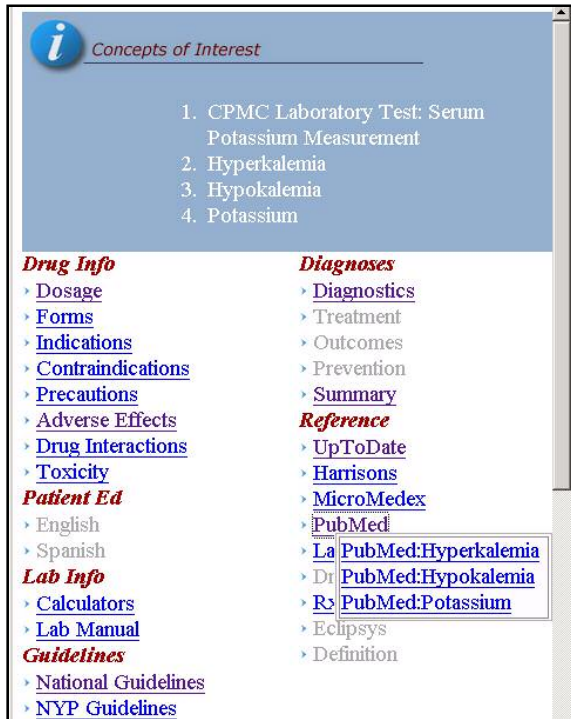 i Concepts of Interest
1. CPMC Laboratory Test: Serum
Potassium Measurement
2. Hyperkalemia
3. Hypokalemia
4. Potassium
Drug Info
Dosage
Forms
Indications
Contraindications
Precautions
Adverse Effects
Drug Interactions
Toxicity
Patient Ed
English
Spanish
Lab Info
Calculators
Lab Manual
Guidelines
National Guidelines
NYP Guidelines
Diagnoses
Diagnostics
Treatment
Outcomes
Prevention
Summary
Reference
UpToDate
Harrisons
MicroMedex
PubMed
La PubMed:Hyperkalemia
Dr PubMed:Hypokalemia
Rx PubMed:Potassium
Eclipsys
Definition